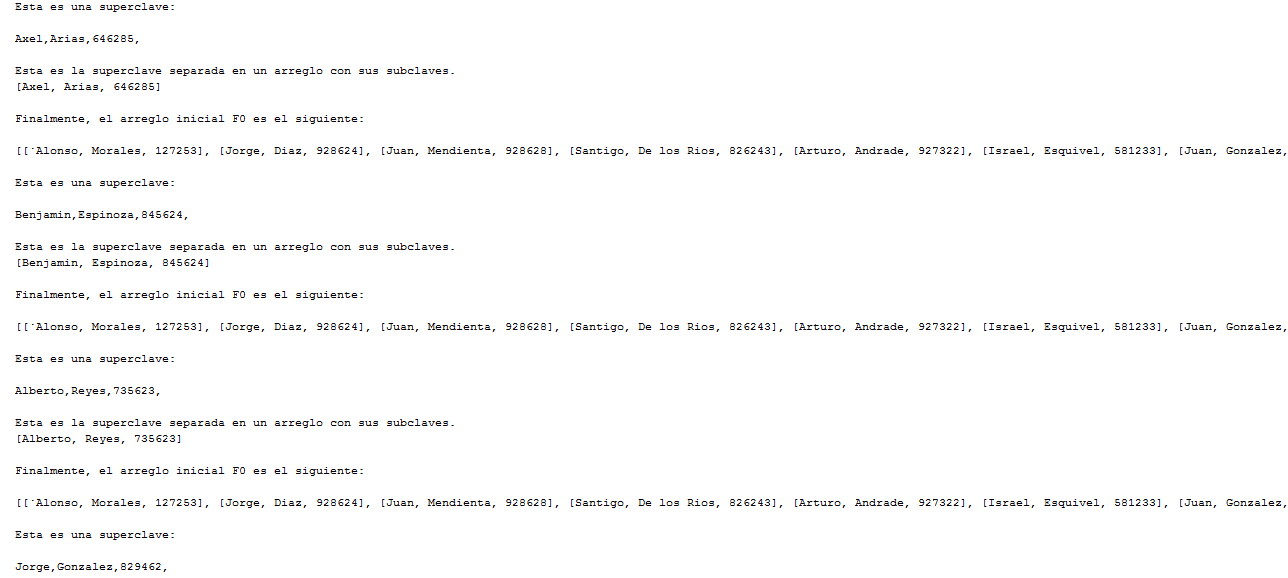 Esta es una superclave:
Axel,Arias,646285,
Esta es la superclave separada en un arreglo con sus subclaves.
[Axel, Arias, 646285]
Finalmente, el arreglo inicial F0 es el siguiente:
[[˙Alonso, Morales, 127253], [Jorge, Diaz, 928624], [Juan, Mendienta, 928628], [Santigo, De los Rios, 826243], [Arturo, Andrade, 927322], [Israel, Esquivel, 581233], [Juan, Gonzalez,
Esta es una superclave:
Benjamin,Espinoza,845624,
Esta es la superclave separada en un arreglo con sus subclaves.
[Benjamin, Espinoza, 845624]
Finalmente, el arreglo inicial F0 es el siguiente:
[[˙Alonso, Morales, 127253], [Jorge, Diaz, 928624], [Juan, Mendienta, 928628], [Santigo, De los Rios, 826243], [Arturo, Andrade, 927322], [Israel, Esquivel, 581233], [Juan, Gonzalez,
Esta es una superclave:
Alberto,Reyes,735623,
Esta es la superclave separada en un arreglo con sus subclaves.
[Alberto, Reyes, 735623]
Finalmente, el arreglo inicial F0 es el siguiente:
[[˙Alonso, Morales, 127253], [Jorge, Diaz, 928624], [Juan, Mendienta, 928628], [Santigo, De los Rios, 826243], [Arturo, Andrade, 927322], [Israel, Esquivel, 581233], [Juan, Gonzalez,
Esta es una superclave:
Jorge,Gonzalez,829462,